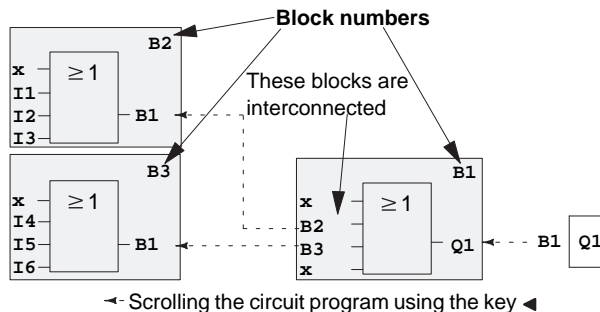 Block numbers
B2
≥1
x
I1
I2
I3
B1
These blocks are
interconnected
B3
≥1
x
I4
I5
I6
B1
B1
≥1
x
B2
B3
x
Q1
B1
Q1
Scrolling the circuit program using the key ◄